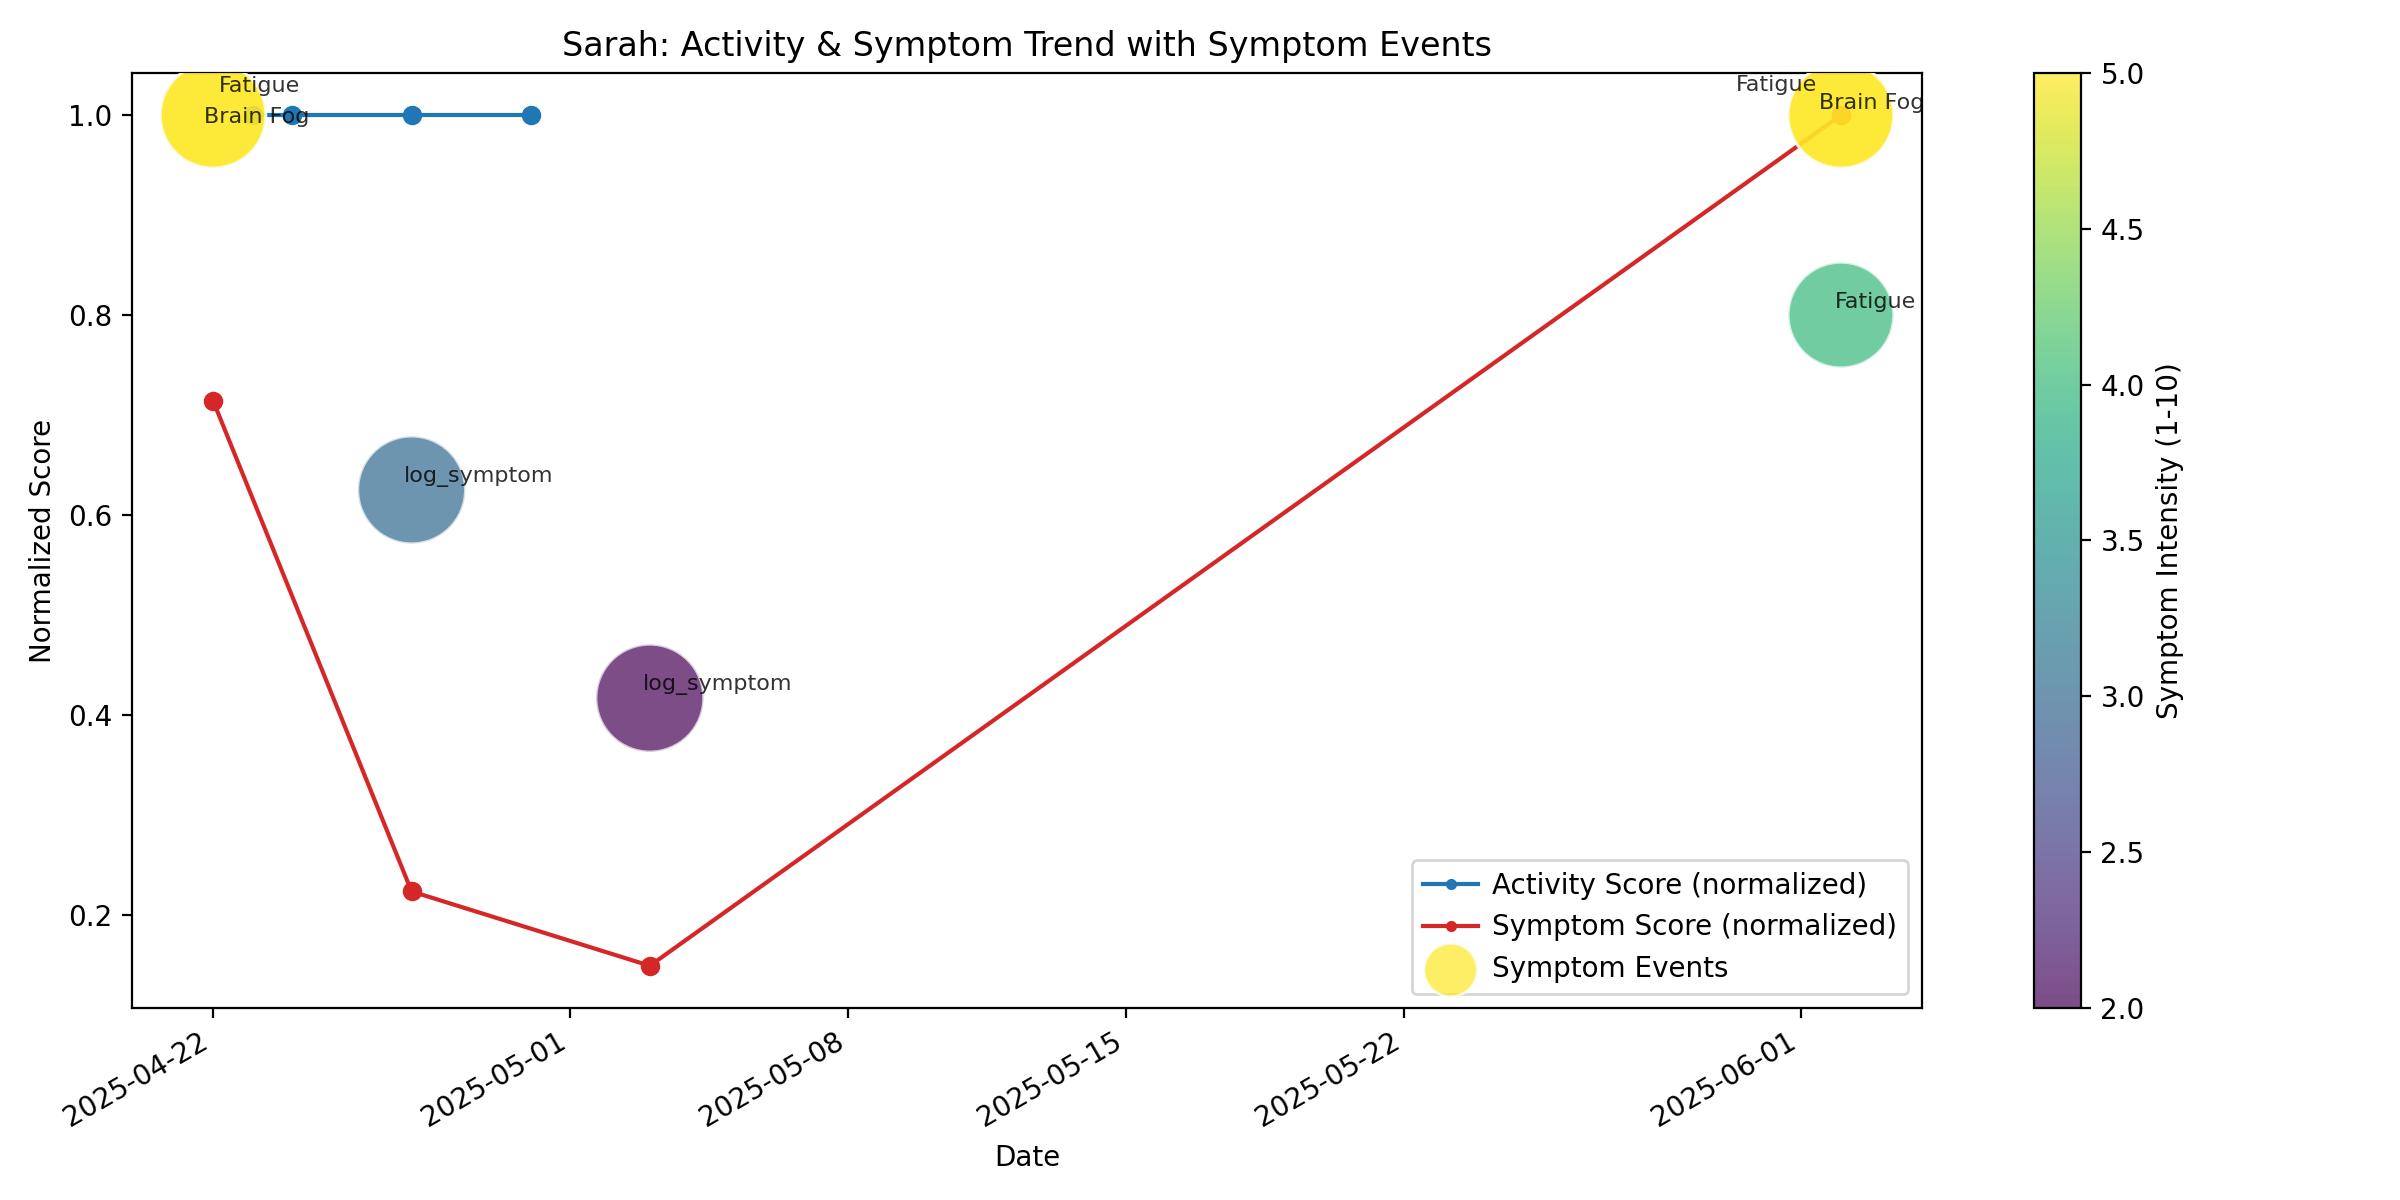 Sarah: Activity & Symptom Trend with Symptom Events
Fatigue
Brain Fog
Fatigue
Brain Fog
Fatigue
log_symptom
log_symptom
Normalized Score
1.0
0.8
0.6
0.4
0.2
Activity Score (normalized)
Symptom Score (normalized)
Symptom Events
2025-04-22
2025-05-01
2025-05-08
2025-05-15
2025-05-22
2025-06-01
Date
5.0
4.5
4.0
3.5
3.0
2.5
2.0
Symptom Intensity (1-10)